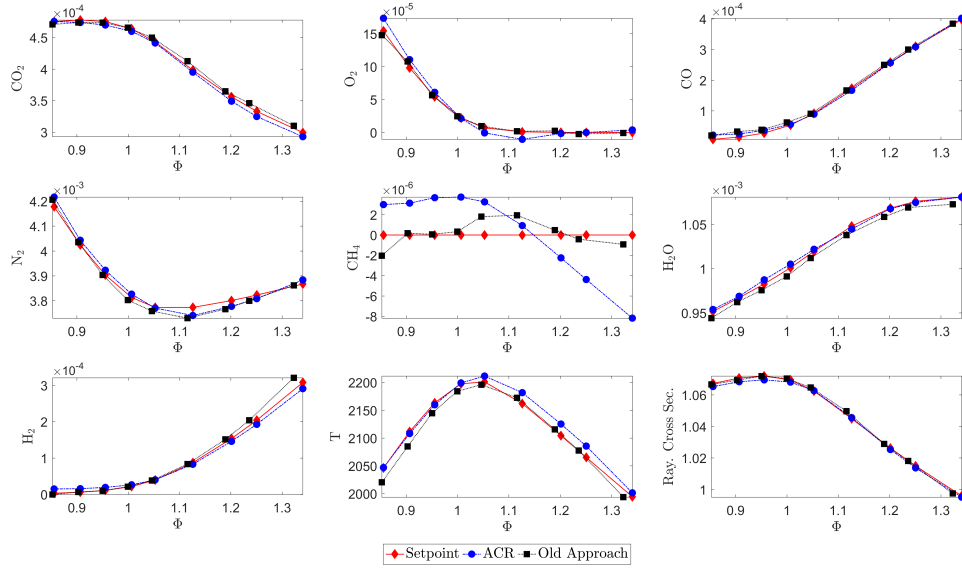 ×10⁻⁴
4.5
4
3.5
3
CO₂
0.9 1 1.1 1.2 1.3
Φ
×10⁻⁵
15
10
5
0
O₂
0.9 1 1.1 1.2 1.3
Φ
×10⁻⁴
4
3
2
1
CO
0.9 1 1.1 1.2 1.3
Φ
×10⁻³
4.2
4.1
4
3.9
3.8
N₂
0.9 1 1.1 1.2 1.3
Φ
×10⁻⁶
2
0
-2
-4
-6
-8
CH₄
0.9 1 1.1 1.2 1.3
Φ
×10⁻³
1.05
1
0.95
H₂O
0.9 1 1.1 1.2 1.3
Φ
×10⁻⁴
3
2
1
0
H₂
0.9 1 1.1 1.2 1.3
Φ
2200
2150
2100
2050
2000
T
0.9 1 1.1 1.2 1.3
Φ
1.06
1.04
1.02
1
Ray. Cross Sec.
0.9 1 1.1 1.2 1.3
Φ
Setpoint ACR Old Approach